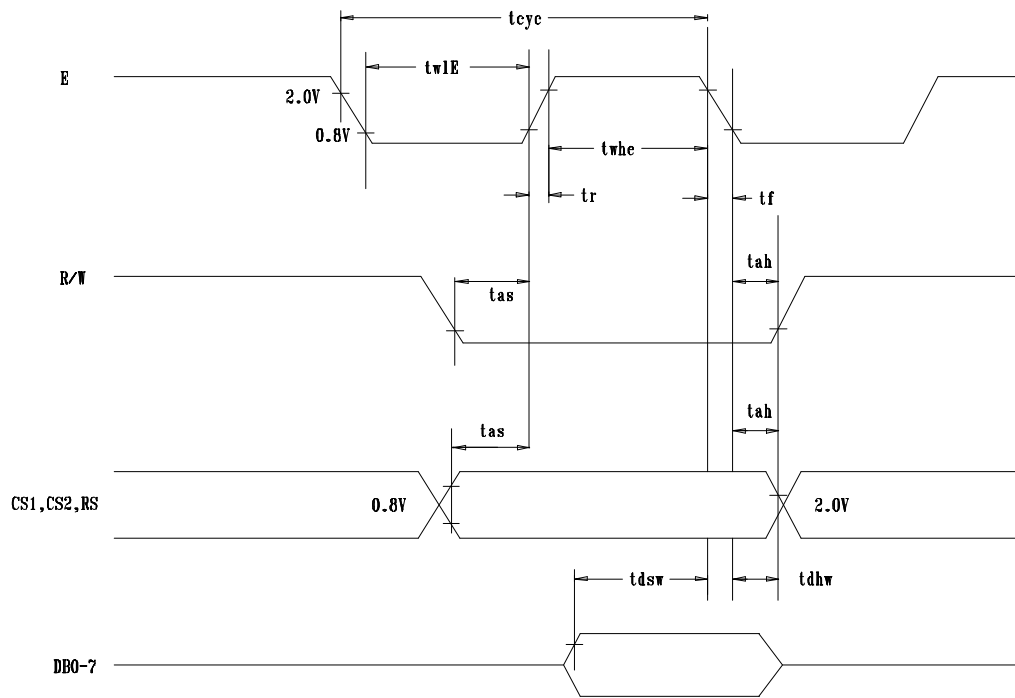 tcyc
E
twlE
2.0V
0.8V
twhc
tr
tf
R/W
tas
tah
tas
tah
CS1,CS2,RS
0.8V
2.0V
tdsw
tdhw
DB0-7